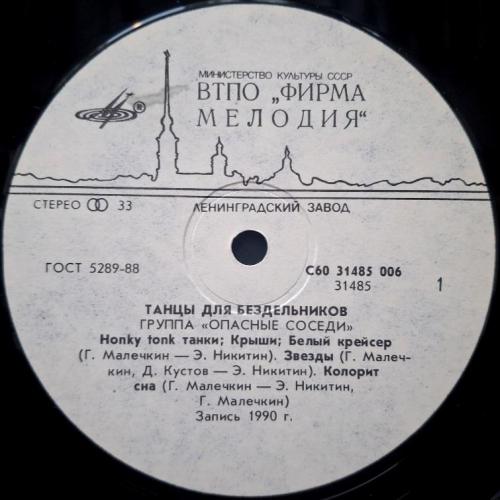 МИНИСТЕРСТВО КУЛЬТУРЫ СССР
ВТПО „ФИРМА
МЕЛОДИЯ“
®
СТЕРЕО 33
ЛЕНИНГРАДСКИЙ ЗАВОД
ГОСТ 5289-88
С60 31485 006
31485
1
ТАНЦЫ ДЛЯ БЕЗДЕЛЬНИКОВ
ГРУППА «ОПАСНЫЕ СОСЕДИ»
Honky tonk танки; Крыши; Белый крейсер
(Г. Малечкин — Э. Никитин). Звезды (Г. Малеч-
кин, Д. Кустов — Э. Никитин). Колорит
сна (Г. Малечкин — Э. Никитин,
Г. Малечкин)
Запись 1990 г.